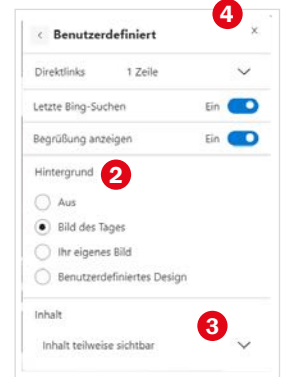 4
< Benutzerdefiniert ×
Direktlinks 1 Zeile
Letzte Bing-Suchen Ein
Begrüßung anzeigen Ein
Hintergrund 2
Aus
Bild des Tages
Ihr eigenes Bild
Benutzerdefiniertes Design
Inhalt
3
Inhalt teilweise sichtbar